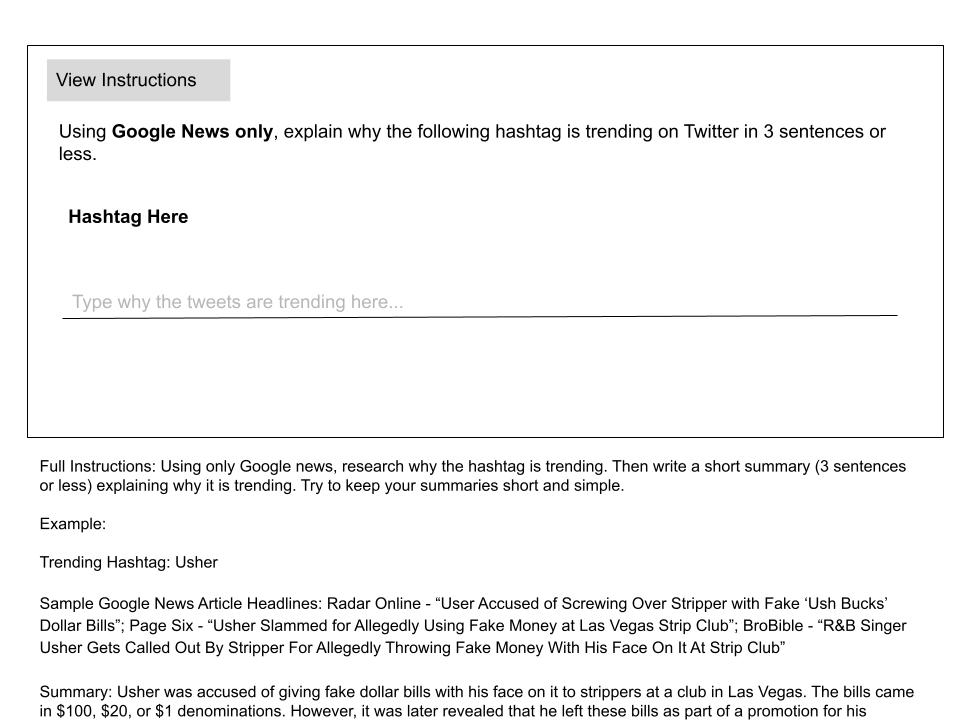 View Instructions
Using Google News only, explain why the following hashtag is trending on Twitter in 3 sentences or
less.
Hashtag Here
Type why the tweets are trending here...
Full Instructions: Using only Google news, research why the hashtag is trending. Then write a short summary (3 sentences
or less) explaining why it is trending. Try to keep your summaries short and simple.
Example:
Trending Hashtag: Usher
Sample Google News Article Headlines: Radar Online - “User Accused of Screwing Over Stripper with Fake ‘Ush Bucks’
Dollar Bills”; Page Six - “Usher Slammed for Allegedly Using Fake Money at Las Vegas Strip Club”; BroBible - “R&B Singer
Usher Gets Called Out By Stripper For Allegedly Throwing Fake Money With His Face On It At Strip Club”
Summary: Usher was accused of giving fake dollar bills with his face on it to strippers at a club in Las Vegas. The bills came
in $100, $20, or $1 denominations. However, it was later revealed that he left these bills as part of a promotion for his